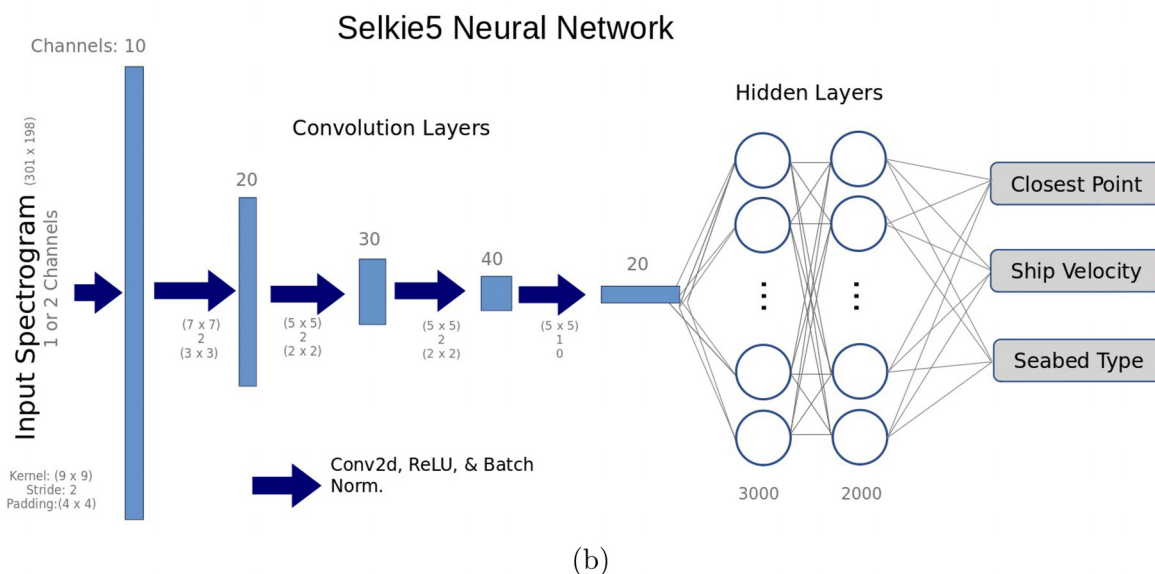 Selkie5 Neural Network
Channels: 10
Input Spectrogram (301 x 198)
1 or 2 Channels
Kernel: (9 x 9)
Stride: 2
Padding:(4 x 4)
Convolution Layers
20
30
40
20
(7 x 7)
2
(3 x 3)
(5 x 5)
2
(2 x 2)
(5 x 5)
2
(2 x 2)
(5 x 5)
1
0
Conv2d, ReLU, & Batch
Norm.
Hidden Layers
...
...
3000
2000
Closest Point
Ship Velocity
Seabed Type
(b)